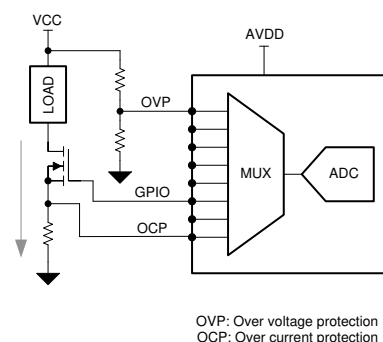 VCC
AVDD
LOAD
OVP
MUX
ADC
GPIO
OCP
OVP: Over voltage protection
OCP: Over current protection